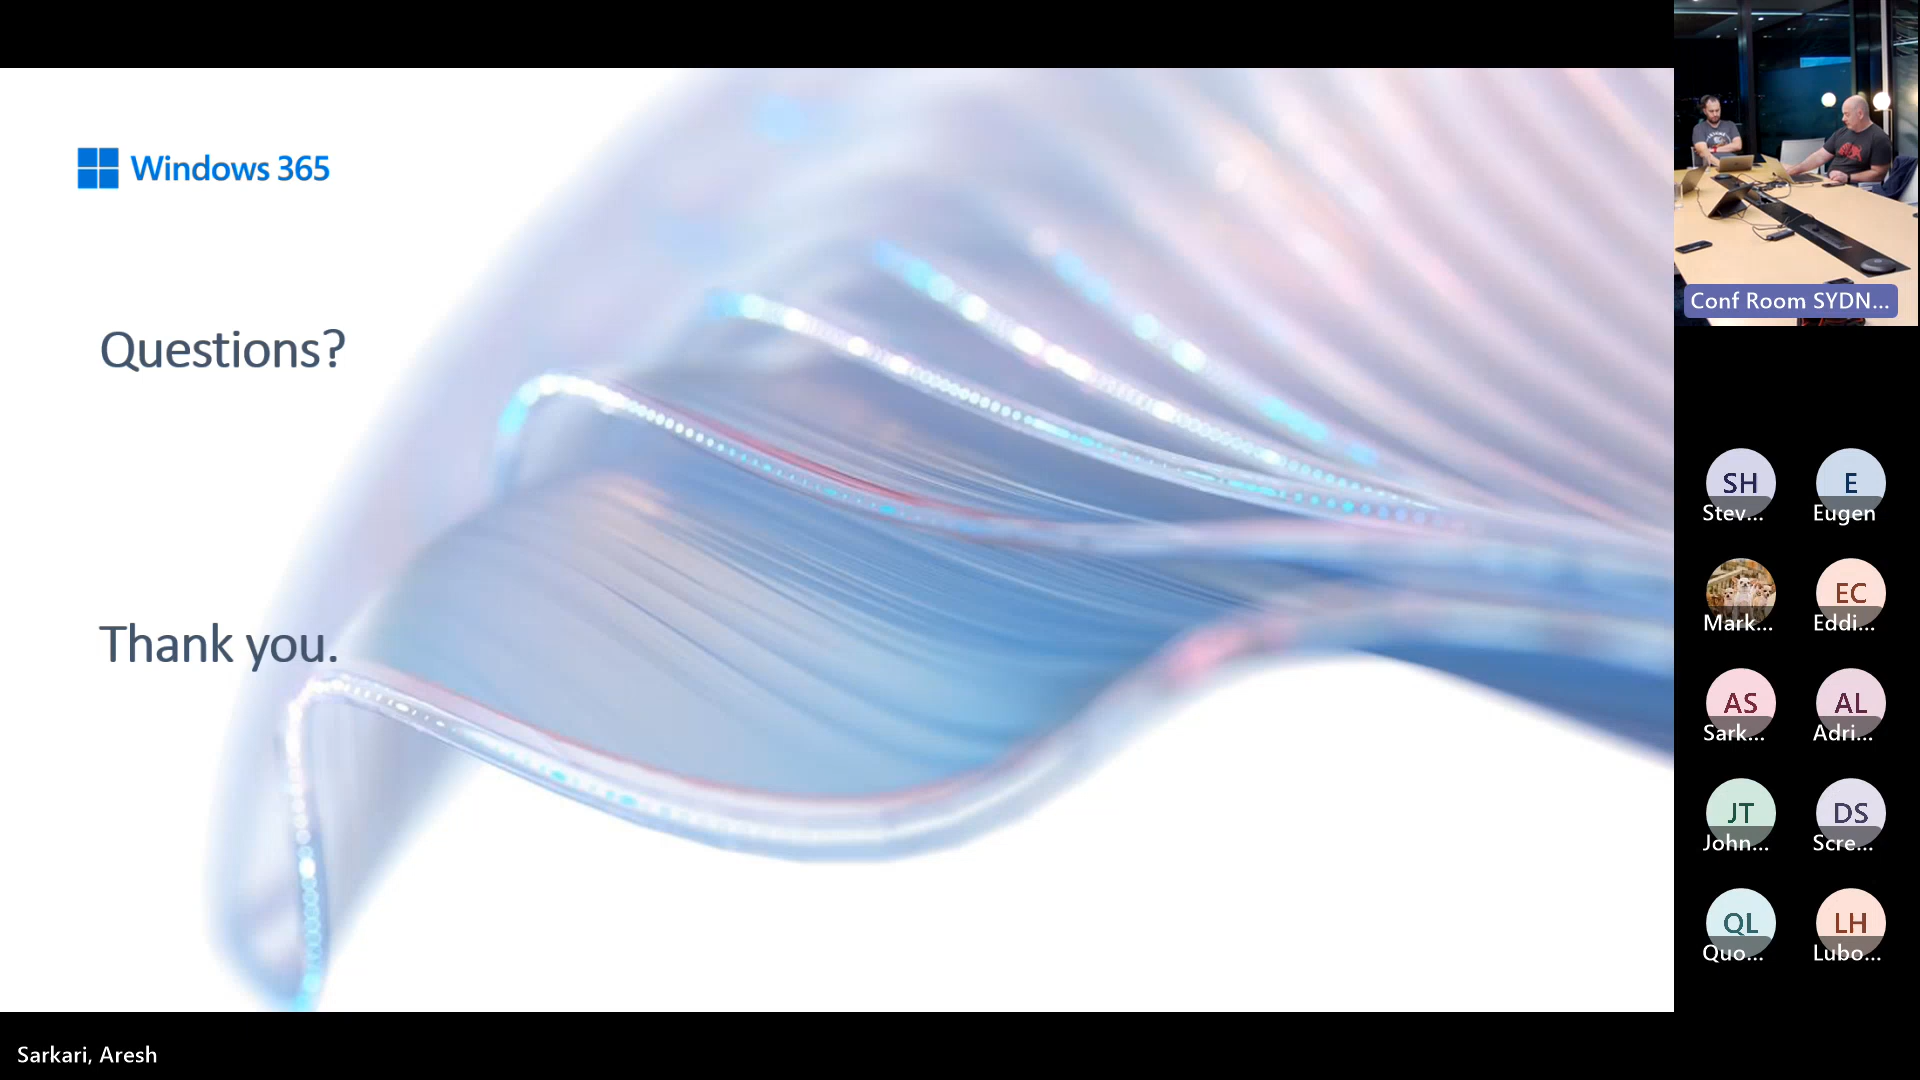 Windows 365
Questions?
Thank you.
Conf Room SYDN...
SH
Stev...
E
Eugen
Mark...
EC
Eddi...
AS
Sark...
AL
Adri...
JT
John...
DS
Scre...
QL
Quo...
LH
Lubo...
Sarkari, Aresh